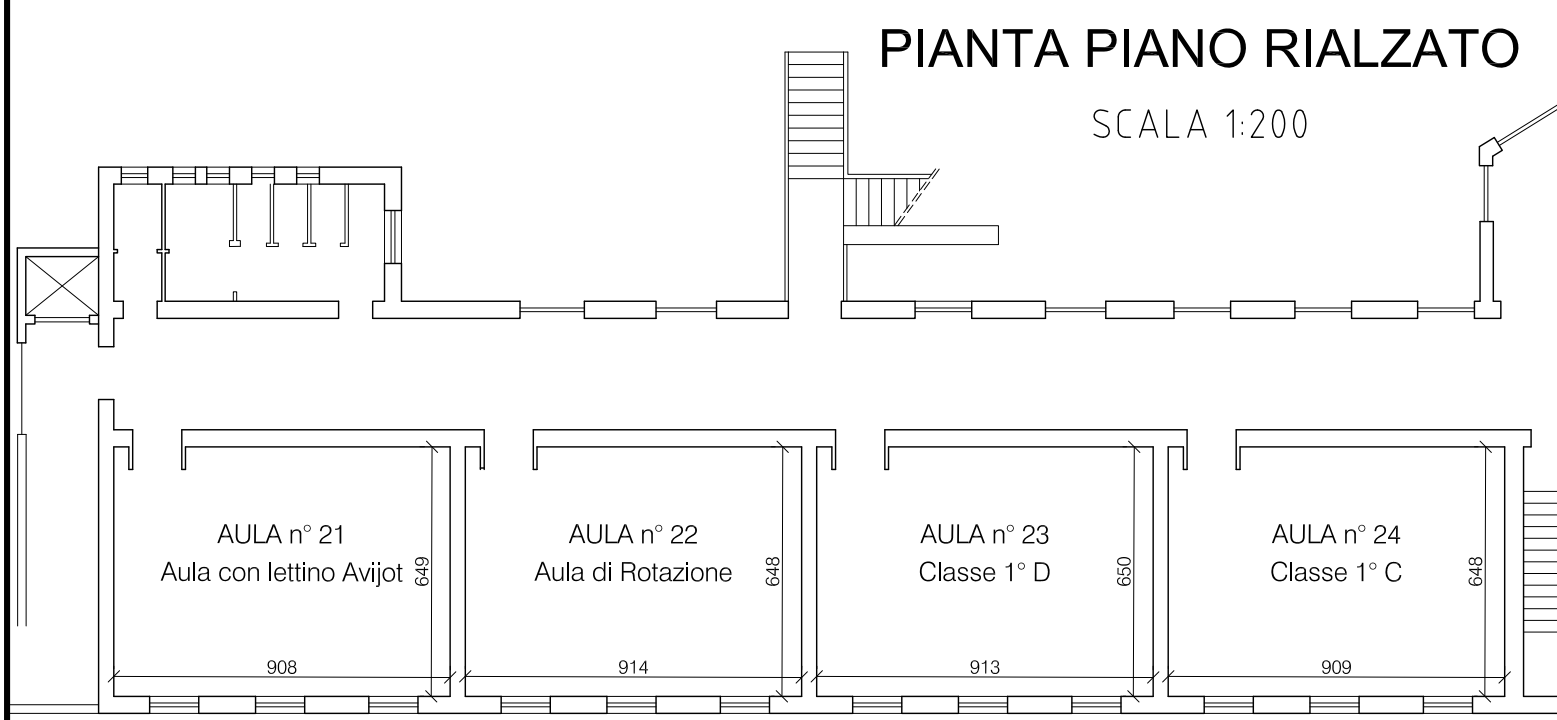 PIANTA PIANO RIALZATO
SCALA 1:200
AULA n° 21
Aula con lettino Avijot
649
908
AULA n° 22
Aula di Rotazione
648
914
AULA n° 23
Classe 1° D
650
913
AULA n° 24
Classe 1° C
648
909